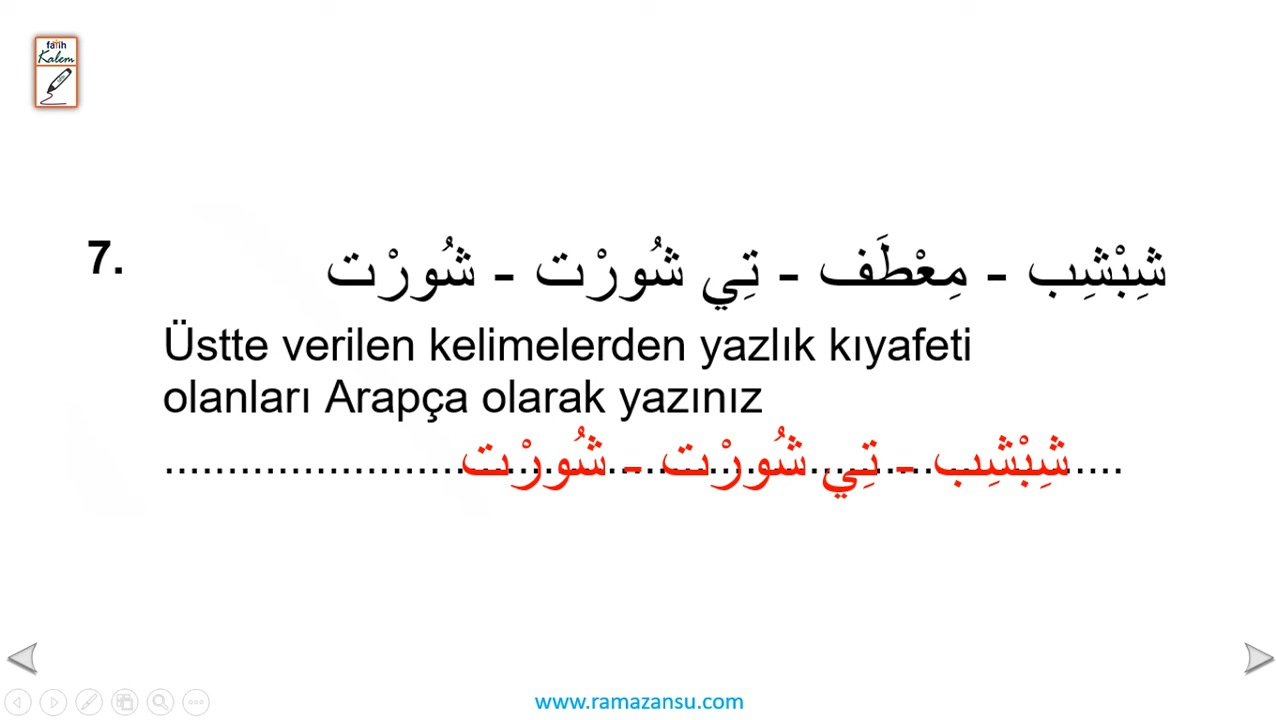 fatih
Kalem
7. شِبْشِب - مِعْطَف - تِي شُورْت - شُورْت
Üstte verilen kelimelerden yazlık kıyafeti
olanları Arapça olarak yazınız
شِبْشِب - تِي شُورْت - شُورْت
www.ramazansu.com